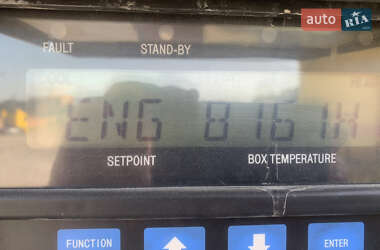 auto RIA
FAULT STAND-BY
ENG 8161H
SETPOINT BOX TEMPERATURE
FUNCTION ENTER